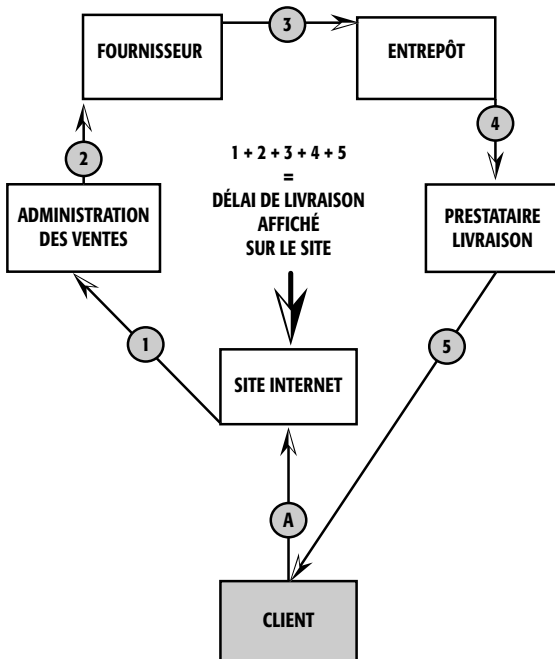 3
FOURNISSEUR
ENTREPÔT
4
2
1 + 2 + 3 + 4 + 5
=
DÉLAI DE LIVRAISON
AFFICHÉ
SUR LE SITE
ADMINISTRATION
DES VENTES
PRESTATAIRE
LIVRAISON
1
5
SITE INTERNET
A
CLIENT